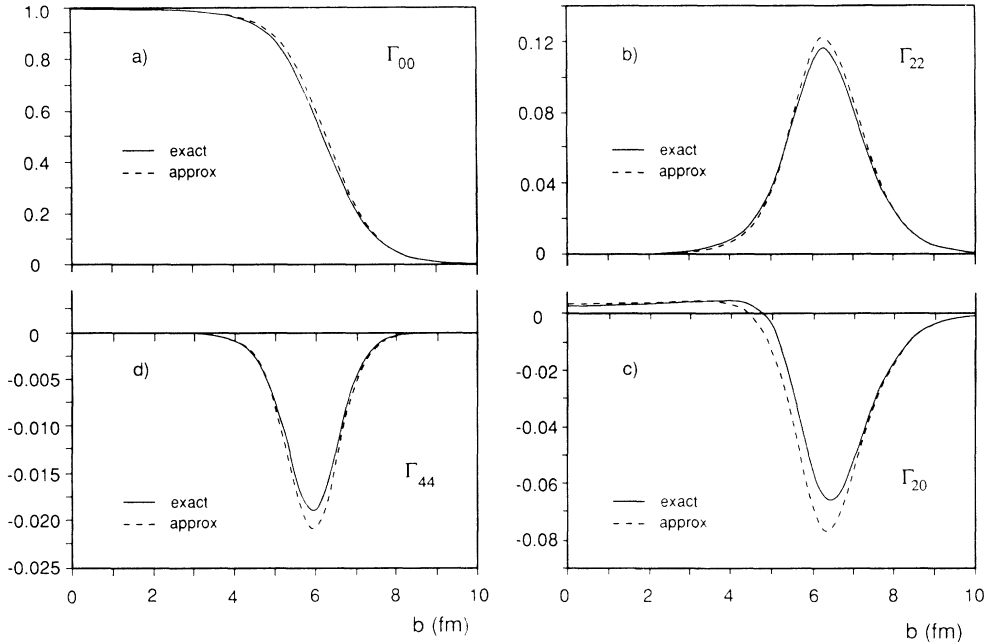 1.0
0.8
0.6
0.4
0.2
0
a)
Γ00
exact
approx
0.12
0.08
0.04
0
b)
Γ22
exact
approx
0
-0.005
-0.010
-0.015
-0.020
-0.025
d)
Γ44
exact
approx
0 2 4 6 8 10
b (fm)
0
-0.02
-0.04
-0.06
-0.08
c)
Γ20
exact
approx
0 2 4 6 8 10
b (fm)